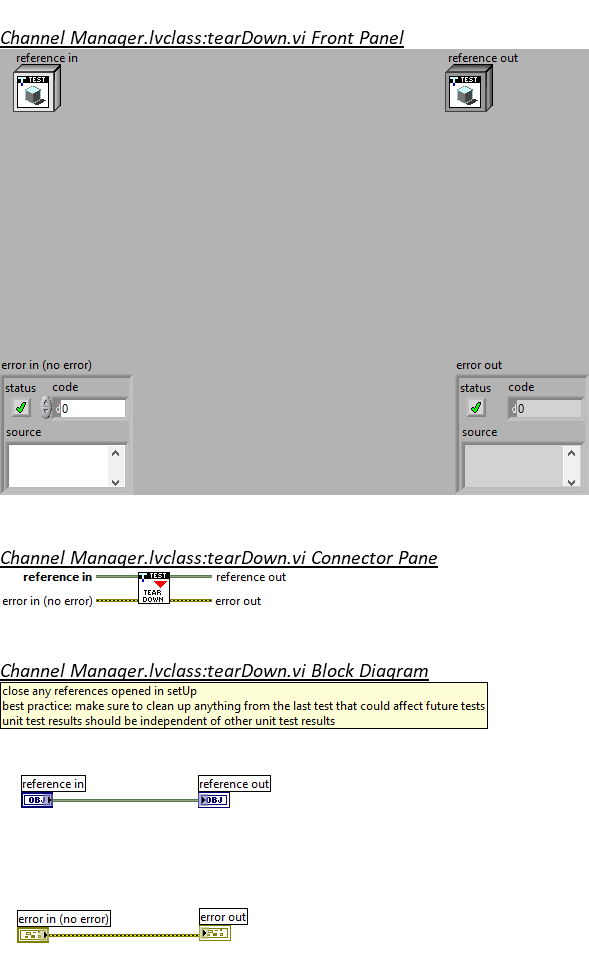 Channel Manager.lvclass:tearDown.vi Front Panel
reference in
reference out
TEST
TEST
error in (no error)
error out
status code
status code
d 0
d 0
source
source
Channel Manager.lvclass:tearDown.vi Connector Pane
reference in
TEST
reference out
error in (no error)
TEAR
DOWN
error out
Channel Manager.lvclass:tearDown.vi Block Diagram
close any references opened in setUp
best practice: make sure to clean up anything from the last test that could affect future tests
unit test results should be independent of other unit test results
reference in
reference out
OBJ
OBJ
error in (no error)
error out